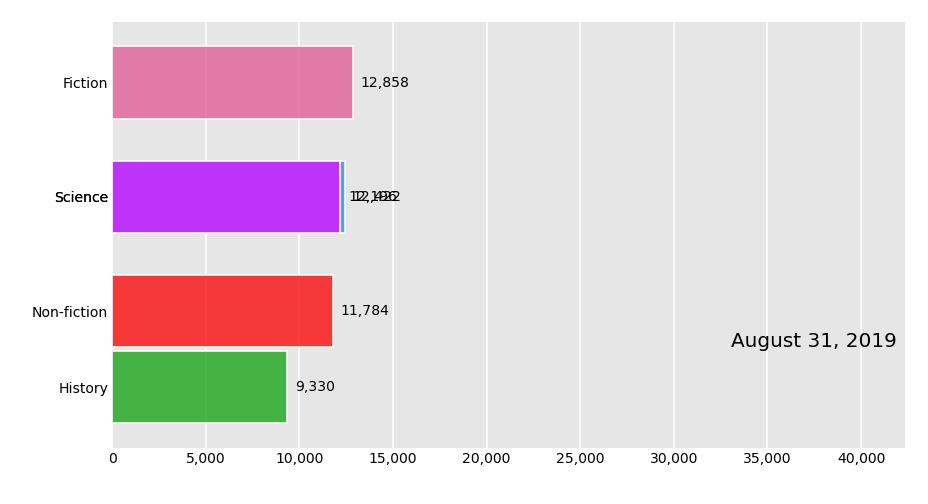 Fiction
12,858
Science
Non-fiction
11,784
August 31, 2019
History
9,330
0 5,000 10,000 15,000 20,000 25,000 30,000 35,000 40,000